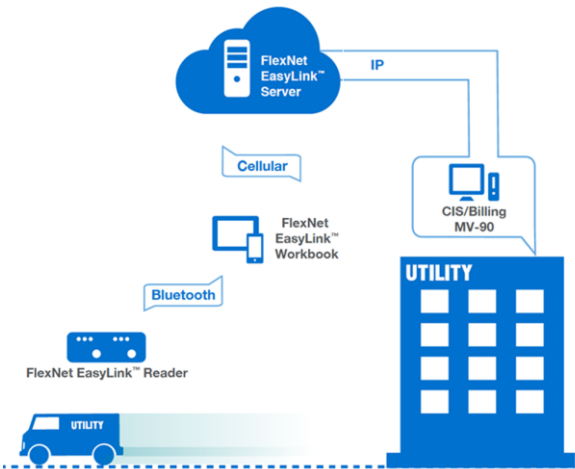 FlexNet
EasyLink™
Server
IP
Cellular
CIS/Billing
MV-90
FlexNet
EasyLink™
Workbook
UTILITY
Bluetooth
FlexNet EasyLink™ Reader
UTILITY